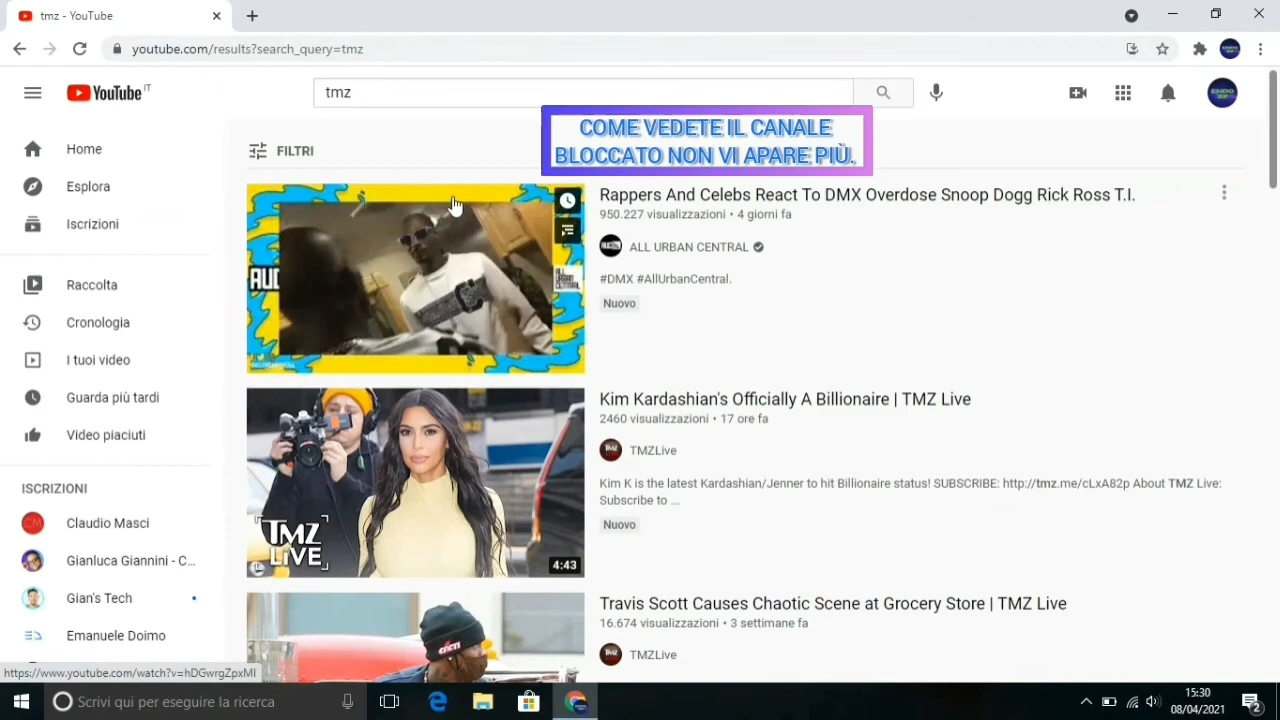 tmz - YouTube
youtube.com/results?search_query=tmz
YouTube IT
tmz
COME VEDETE IL CANALE
BLOCCATO NON VI APARE PIÙ.
Home
Esplora
Iscrizioni
Raccolta
Cronologia
I tuoi video
Guarda più tardi
Video piaciuti
ISCRIZIONI
Claudio Masci
Gianluca Giannini - C...
Gian's Tech
Emanuele Doimo
FILTRI
Rappers And Celebs React To DMX Overdose Snoop Dogg Rick Ross T.I.
950.227 visualizzazioni • 4 giorni fa
ALL URBAN CENTRAL
#DMX #AllUrbanCentral.
Nuovo
Kim Kardashian's Officially A Billionaire | TMZ Live
2460 visualizzazioni • 17 ore fa
TMZLive
Kim K is the latest Kardashian/Jenner to hit Billionaire status! SUBSCRIBE: http://tmz.me/cLxA82p About TMZ Live:
Subscribe to ...
Nuovo
TMZ
LIVE
4:43
Travis Scott Causes Chaotic Scene at Grocery Store | TMZ Live
16.674 visualizzazioni • 3 settimane fa
TMZLive
https://www.youtube.com/watch?v=hDGwrgZpxMI
Scrivi qui per eseguire la ricerca
15:30
08/04/2021
2